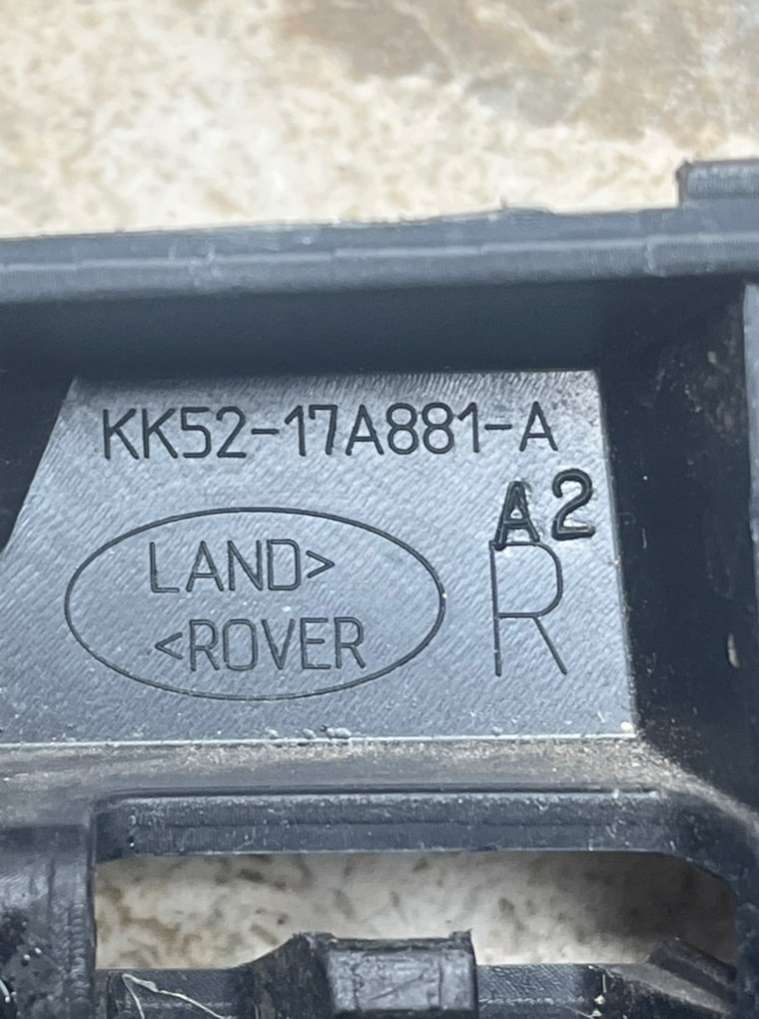 KK52-17A881-A
A2
LAND>
<ROVER
R